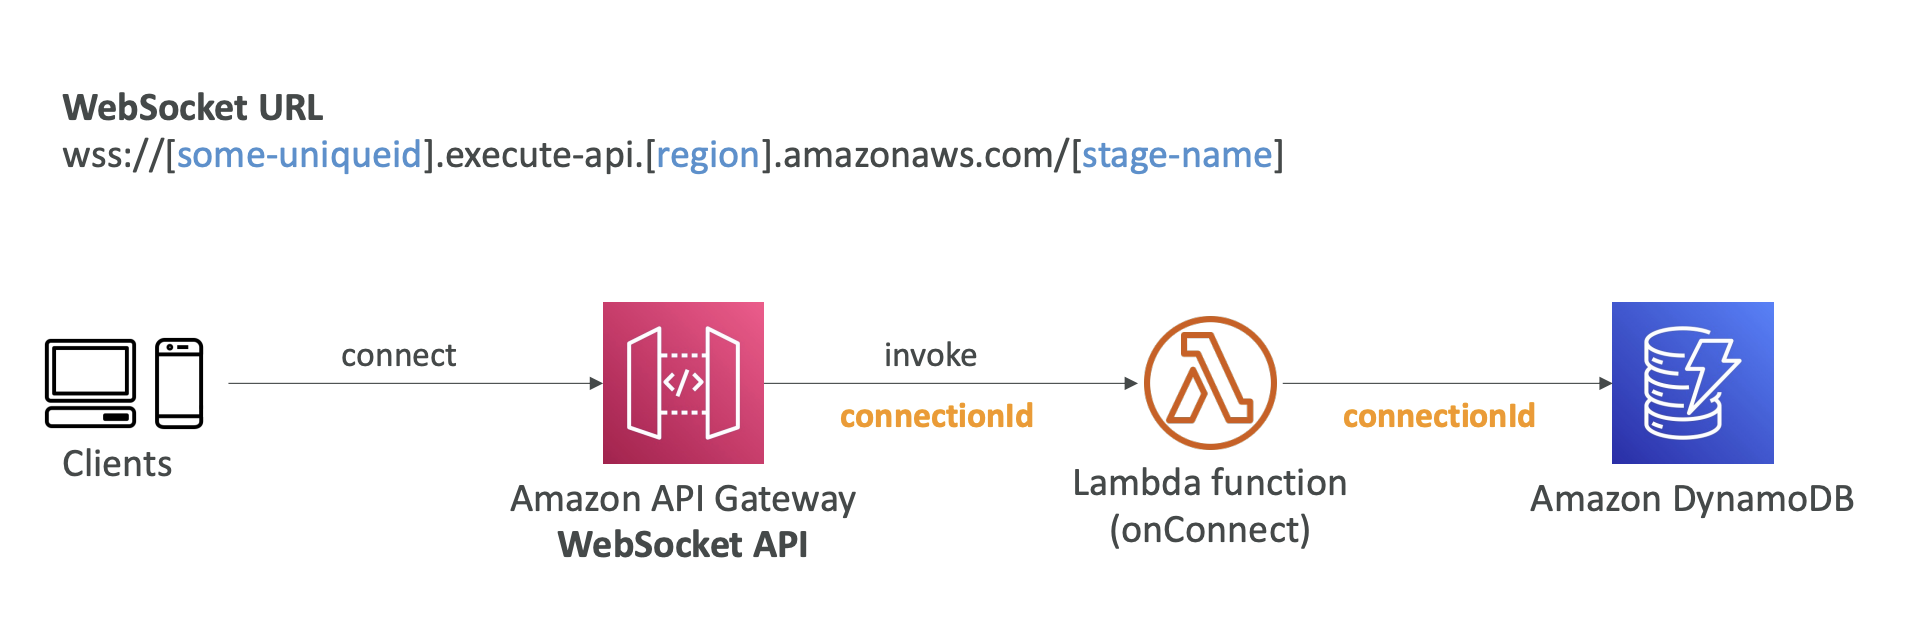 WebSocket URL
wss://[some-uniqueid].execute-api.[region].amazonaws.com/[stage-name]
connect
invoke
connectionId
connectionId
Clients
Amazon API Gateway
WebSocket API
Lambda function
(onConnect)
Amazon DynamoDB